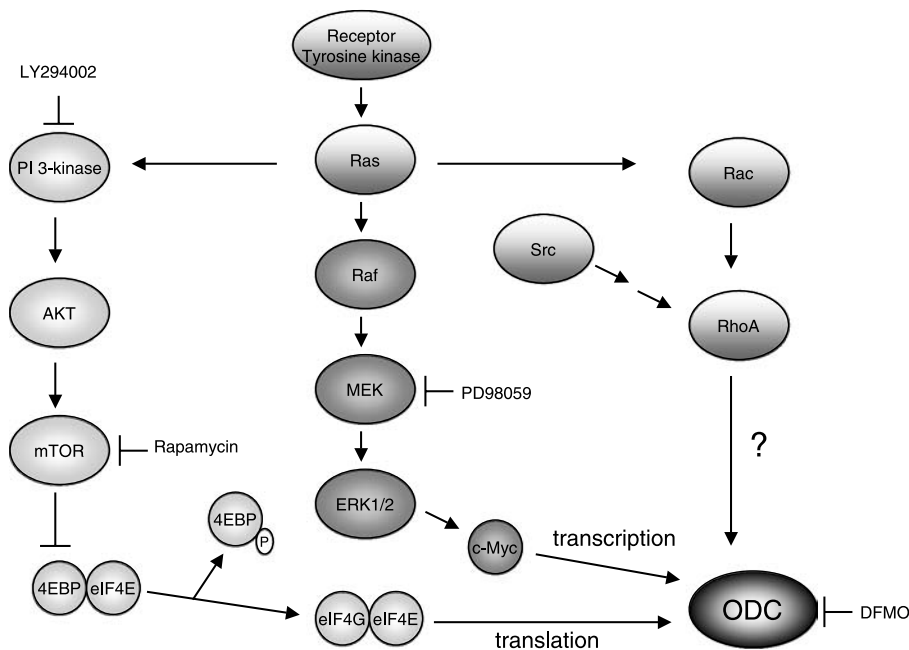 Receptor
Tyrosine kinase
LY294002
PI 3-kinase
Ras
Rac
Src
Raf
AKT
RhoA
MEK
PD98059
mTOR
Rapamycin
?
ERK1/2
4EBP
P
c-Myc
transcription
4EBP
eIF4E
eIF4G
eIF4E
translation
ODC
DFMO